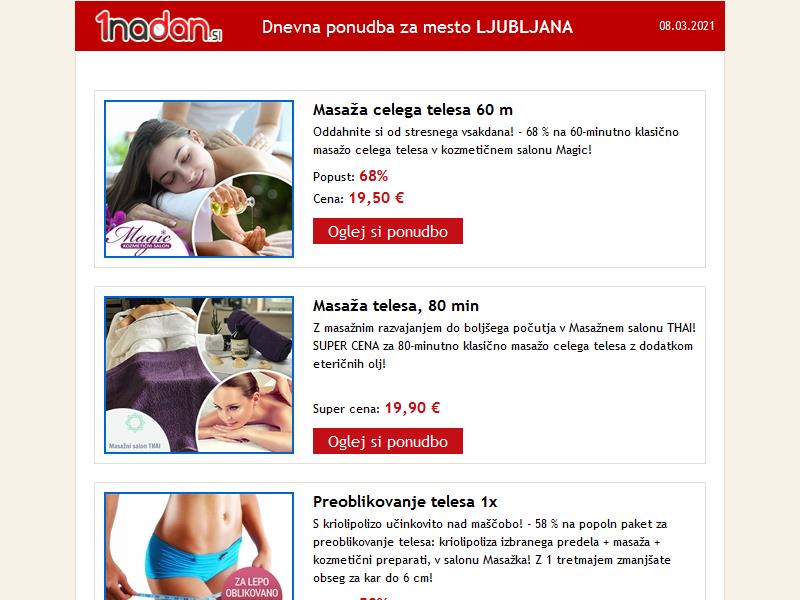 1nadan.si
Dnevna ponudba za mesto LJUBLJANA
08.03.2021
Masaža celega telesa 60 m
Oddahnite si od stresnega vsakdana! - 68 % na 60-minutno klasično
masažo celega telesa v kozmetičnem salonu Magic!
Popust: 68%
Cena: 19,50 €
Oglej si ponudbo
Magic
KOZMETIČNI SALON
Masaža telesa, 80 min
Z masažnim razvajanjem do boljšega počutja v Masažnem salonu THAI!
SUPER CENA za 80-minutno klasično masažo celega telesa z dodatkom
eteričnih olj!
Super cena: 19,90 €
Oglej si ponudbo
Masažni salon THAI
Preoblikovanje telesa 1x
S kriolipolizo učinkovito nad maščobo! - 58 % na popoln paket za
preoblikovanje telesa: kriolipoliza izbranega predela + masaža +
kozmetični preparati, v salonu Masažka! Z 1 tretmajem zmanjšate
obseg za kar do 6 cm!
ZA LEPO
OBLIKOVANO